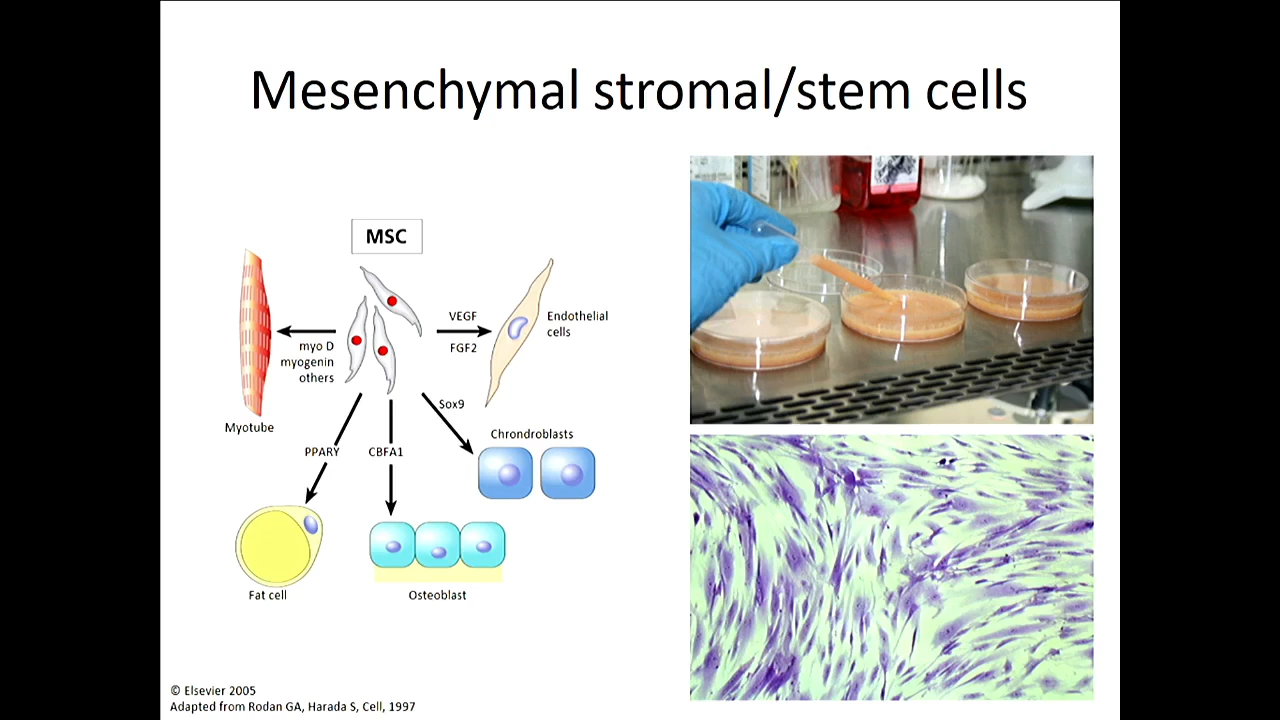 Mesenchymal stromal/stem cells
MSC
VEGF
FGF2
Endothelial
cells
myo D
myogenin
others
Myotube
Sox9
Chrondroblasts
PPARY
CBFA1
Fat cell
Osteoblast
© Elsevier 2005
Adapted from Rodan GA, Harada S, Cell, 1997